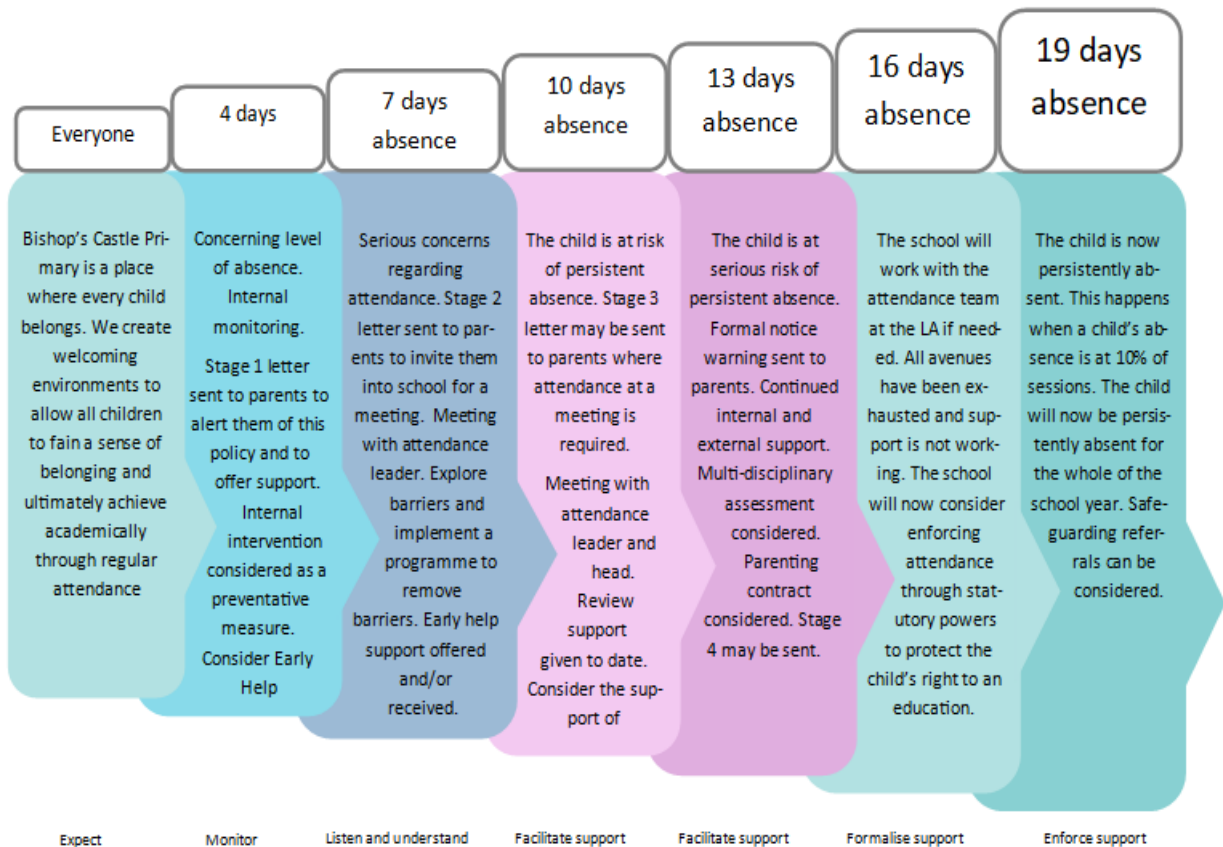 Everyone
Bishop's Castle Pri-
mary is a place
where every child
belongs. We create
welcoming
environments to
allow all children
to fain a sense of
belonging and
ultimately achieve
academically
through regular
attendance
Expect
4 days
Concerning level
of absence.
Internal
monitoring.
Stage 1 letter
sent to parents to
alert them of this
policy and to
offer support.
Internal
intervention
considered as a
preventative
measure.
Consider Early
Help
Monitor
7 days
absence
Serious concerns
regarding
attendance. Stage 2
letter sent to par-
ents to invite them
into school for a
meeting. Meeting
with attendance
leader. Explore
barriers and
implement a
programme to
remove
barriers. Early help
support offered
and/or
received.
Listen and understand
10 days
absence
The child is at risk
of persistent
absence. Stage 3
letter may be sent
to parents where
attendance at a
meeting is
required.
Meeting with
attendance
leader and
head.
Review
support
given to date.
Consider the sup-
port of
Facilitate support
13 days
absence
The child is at
serious risk of
persistent absence.
Formal notice
warning sent to
parents. Continued
internal and
external support.
Multi-disciplinary
assessment
considered.
Parenting
contract
considered. Stage
4 may be sent.
Facilitate support
16 days
absence
The school will
work with the
attendance team
at the LA if need-
ed. All avenues
have been ex-
hausted and sup-
port is not work-
ing. The school
will now consider
enforcing
attendance
through stat-
utory powers
to protect the
child's right to an
education.
Formalise support
19 days
absence
The child is now
persistently ab-
sent. This happens
when a child's ab-
sence is at 10% of
sessions. The child
will now be persis-
tently absent for
the whole of the
school year. Safe-
guarding refer-
rals can be
considered.
Enforce support